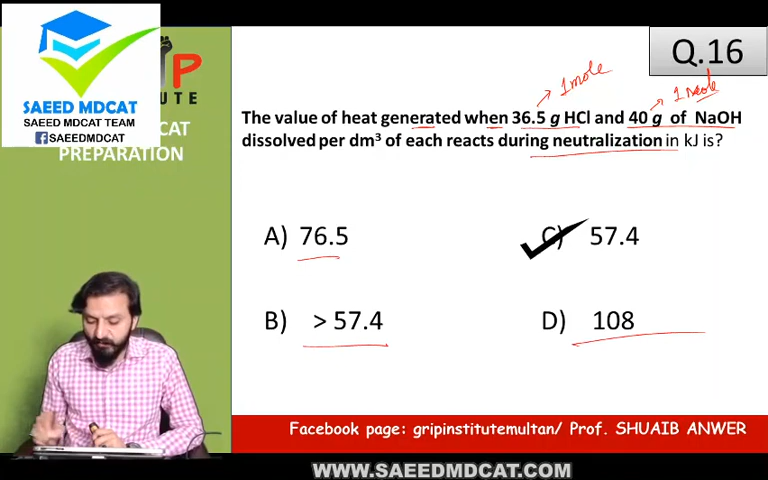 SAEED MDCAT
SAEED MDCAT TEAM
SAEEDMDCAT
PREPARATION
Q.16
1 mole
1 mole
The value of heat generated when 36.5 g HCl and 40 g of NaOH
dissolved per dm³ of each reacts during neutralization in kJ is?
A) 76.5
C) 57.4
B) > 57.4
D) 108
Facebook page: gripinstitutemultan/ Prof. SHUAIB ANWER
WWW.SAEEDMDCAT.COM